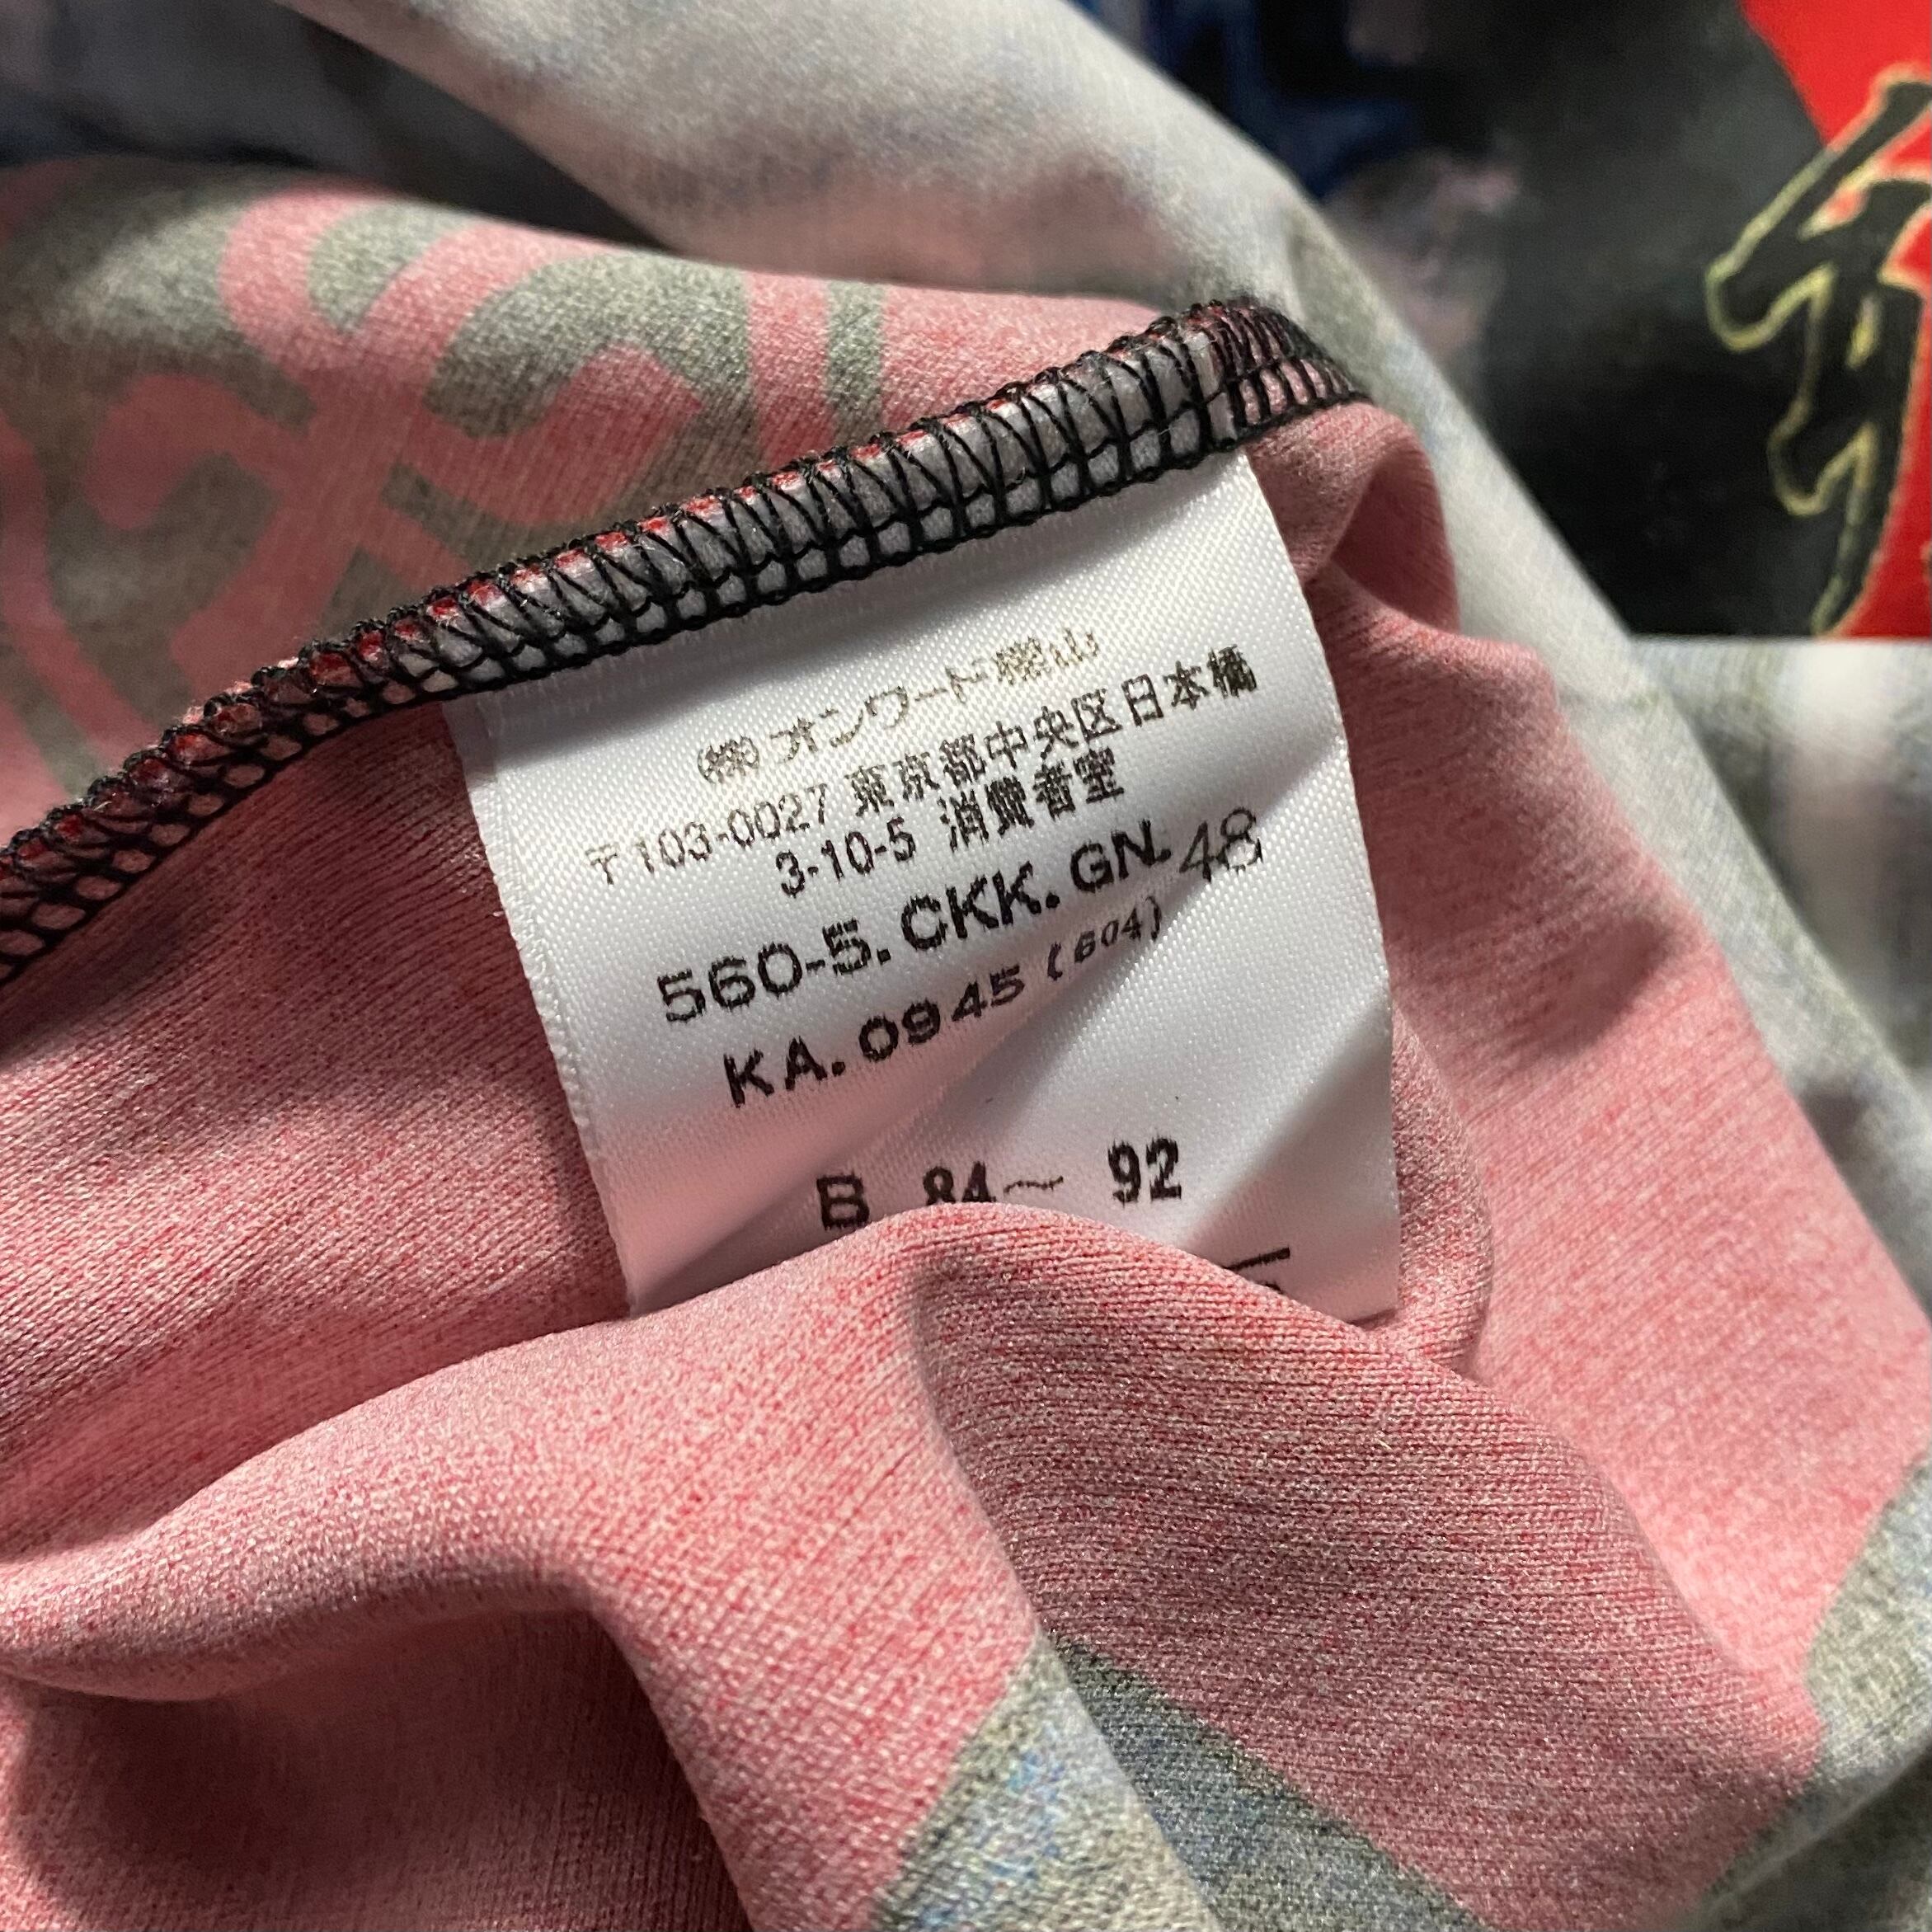 ㈱オンワード樫山
〒103-0027 東京都中央区日本橋
3-10-5 消費者室
560-5. CKK. GN. 48
KA. 0945 (604)
B 84〜 92